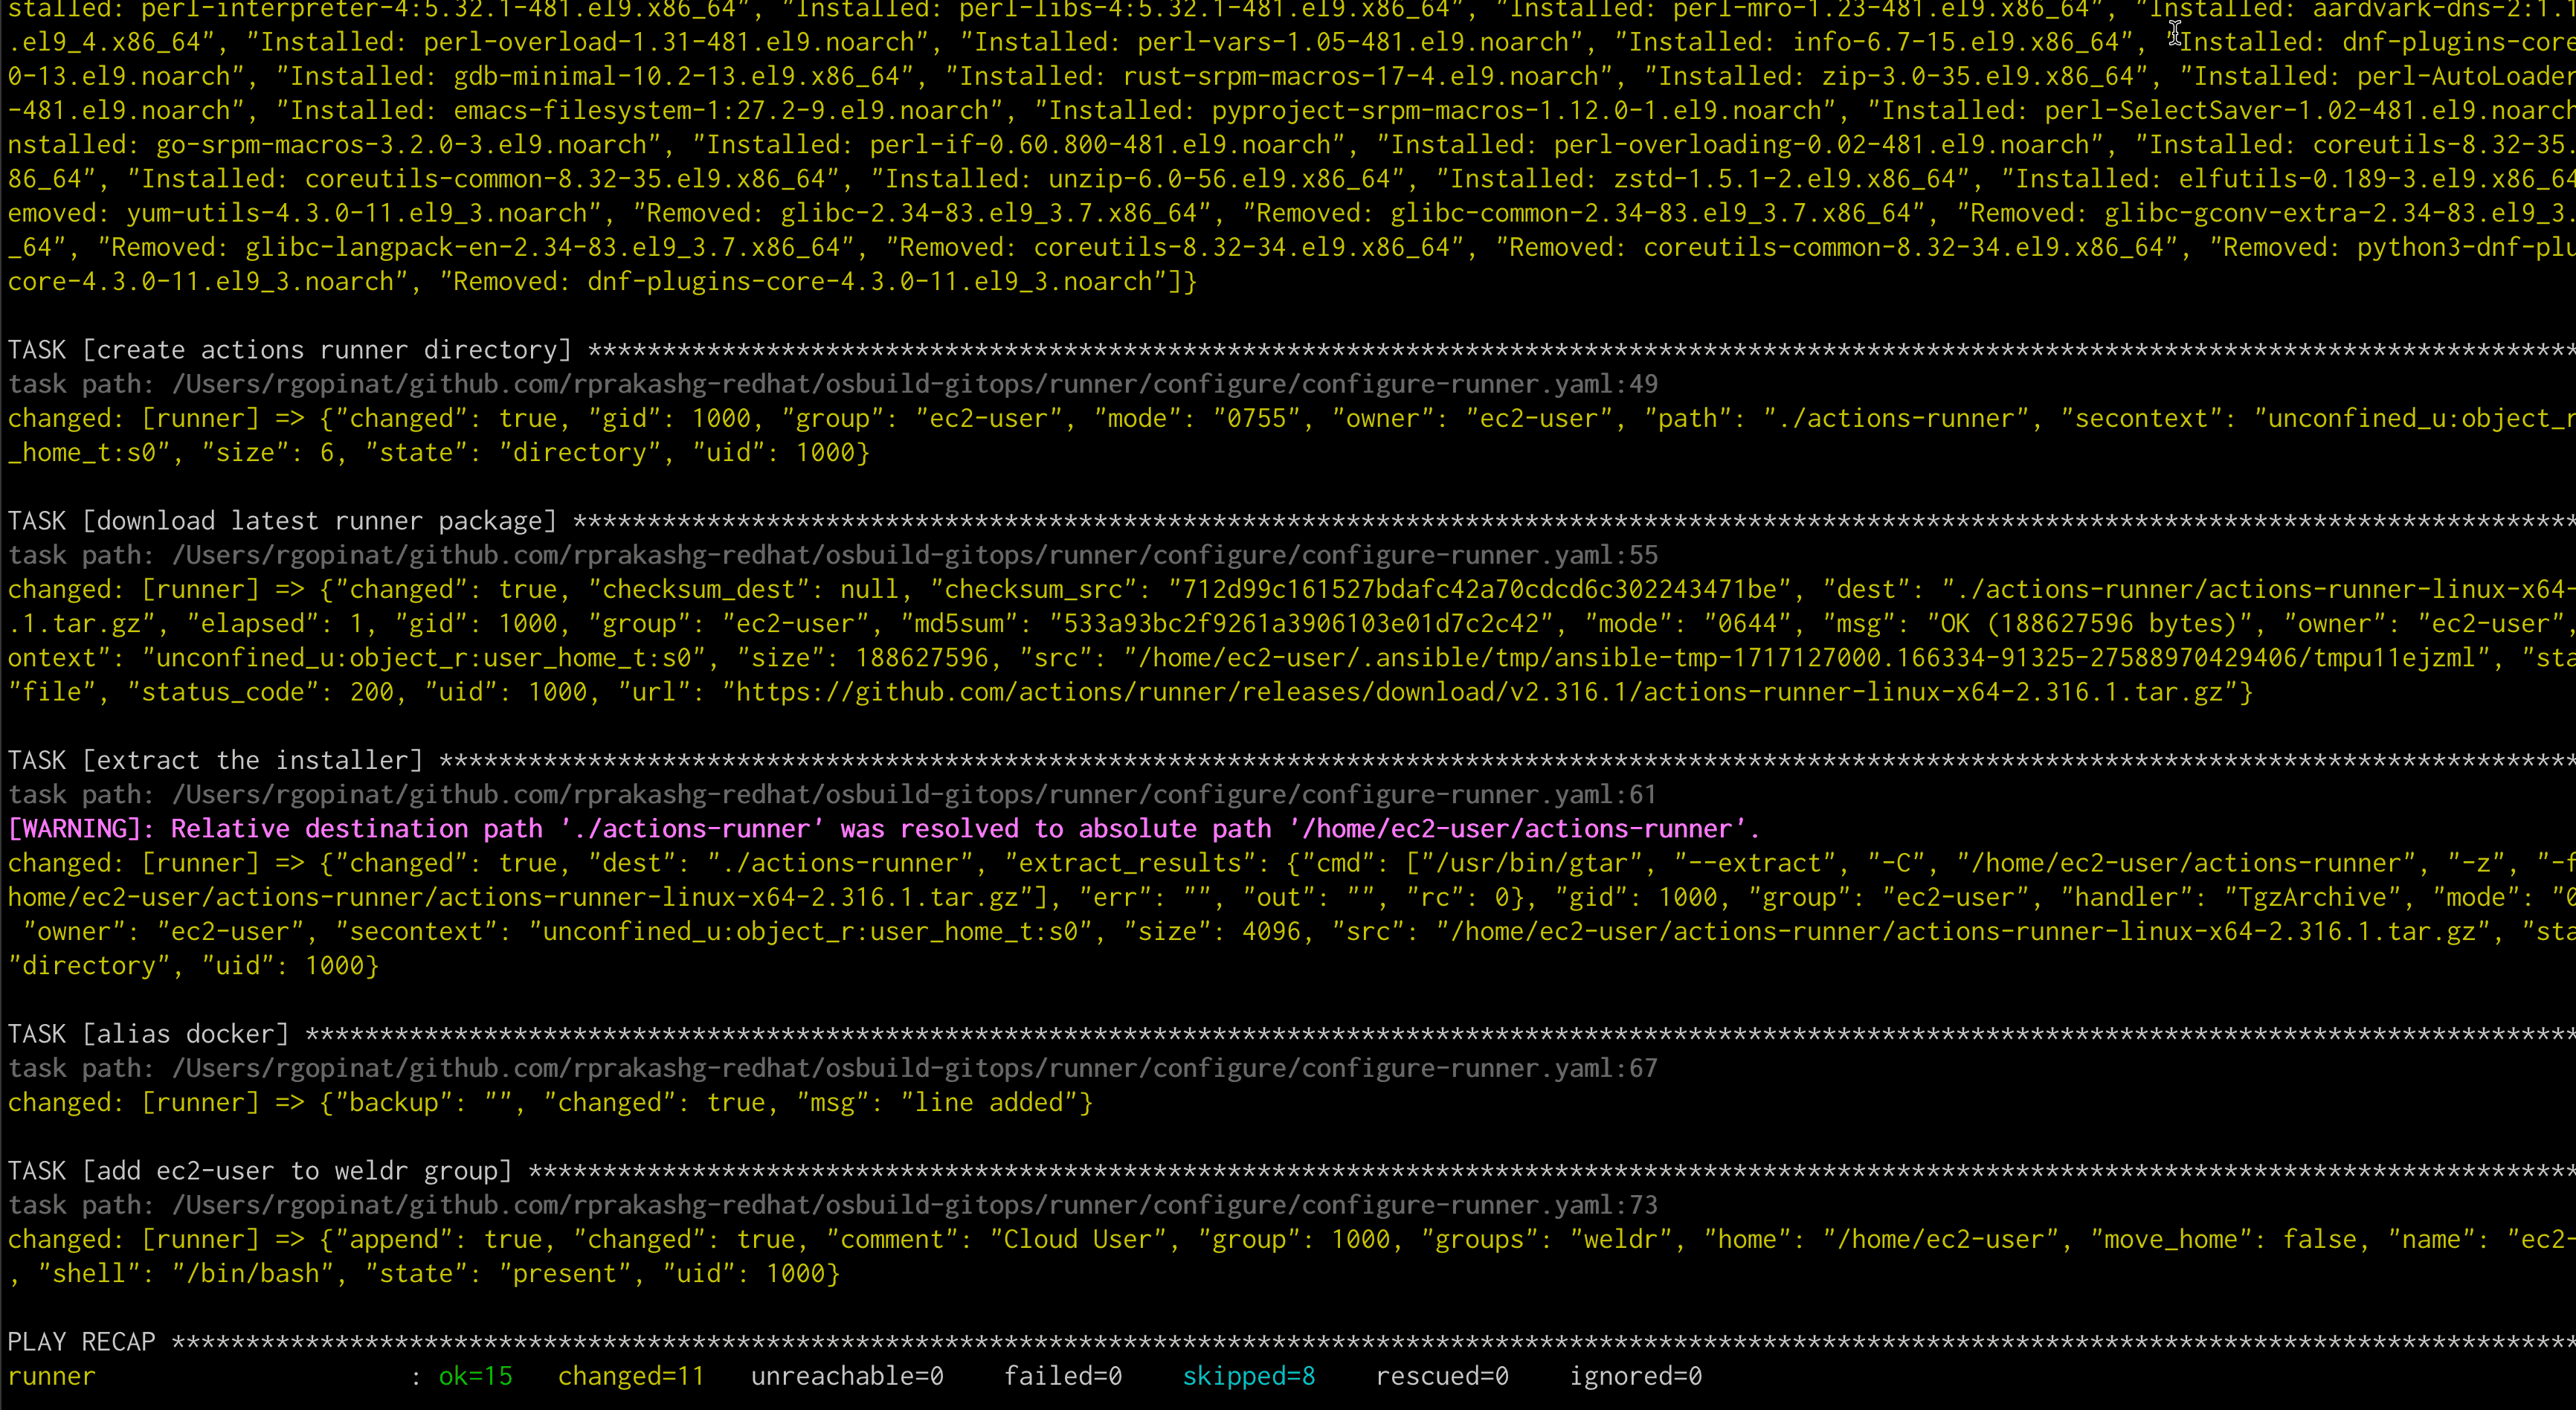 stalled: perl-interpreter-4:5.32.1-481.el9.x86_64", "Installed: perl-libs-4:5.32.1-481.el9.x86_64", "Installed: perl-mro-1.23-481.el9.x86_64", "Installed: aardvark-dns-2:1.1
.el9_4.x86_64", "Installed: perl-overload-1.31-481.el9.noarch", "Installed: perl-vars-1.05-481.el9.noarch", "Installed: info-6.7-15.el9.x86_64", "Installed: dnf-plugins-core
0-13.el9.noarch", "Installed: gdb-minimal-10.2-13.el9.x86_64", "Installed: rust-srpm-macros-17-4.el9.noarch", "Installed: zip-3.0-35.el9.x86_64", "Installed: perl-AutoLoader
-481.el9.noarch", "Installed: emacs-filesystem-1:27.2-9.el9.noarch", "Installed: pyproject-srpm-macros-1.12.0-1.el9.noarch", "Installed: perl-SelectSaver-1.02-481.el9.noarch
nstalled: go-srpm-macros-3.2.0-3.el9.noarch", "Installed: perl-if-0.60.800-481.el9.noarch", "Installed: perl-overloading-0.02-481.el9.noarch", "Installed: coreutils-8.32-35.
86_64", "Installed: coreutils-common-8.32-35.el9.x86_64", "Installed: unzip-6.0-56.el9.x86_64", "Installed: zstd-1.5.1-2.el9.x86_64", "Installed: elfutils-0.189-3.el9.x86_64
emoved: yum-utils-4.3.0-11.el9_3.noarch", "Removed: glibc-2.34-83.el9_3.7.x86_64", "Removed: glibc-common-2.34-83.el9_3.7.x86_64", "Removed: glibc-gconv-extra-2.34-83.el9_3.
_64", "Removed: glibc-langpack-en-2.34-83.el9_3.7.x86_64", "Removed: coreutils-8.32-34.el9.x86_64", "Removed: coreutils-common-8.32-34.el9.x86_64", "Removed: python3-dnf-plu
core-4.3.0-11.el9_3.noarch", "Removed: dnf-plugins-core-4.3.0-11.el9_3.noarch"]}
TASK [create actions runner directory] **************************************************************************************************************************************
task path: /Users/rgopinat/github.com/rprakashg-redhat/osbuild-gitops/runner/configure/configure-runner.yaml:49
changed: [runner] => {"changed": true, "gid": 1000, "group": "ec2-user", "mode": "0755", "owner": "ec2-user", "path": "./actions-runner", "secontext": "unconfined_u:object_r
_home_t:s0", "size": 6, "state": "directory", "uid": 1000}
TASK [download latest runner package] ***************************************************************************************************************************************
task path: /Users/rgopinat/github.com/rprakashg-redhat/osbuild-gitops/runner/configure/configure-runner.yaml:55
changed: [runner] => {"changed": true, "checksum_dest": null, "checksum_src": "712d99c161527bdafc42a70cdcd6c302243471be", "dest": "./actions-runner/actions-runner-linux-x64-
.1.tar.gz", "elapsed": 1, "gid": 1000, "group": "ec2-user", "md5sum": "533a93bc2f9261a3906103e01d7c2c42", "mode": "0644", "msg": "OK (188627596 bytes)", "owner": "ec2-user",
ontext": "unconfined_u:object_r:user_home_t:s0", "size": 188627596, "src": "/home/ec2-user/.ansible/tmp/ansible-tmp-1717127000.166334-91325-27588970429406/tmpu11ejzml", "sta
"file", "status_code": 200, "uid": 1000, "url": "https://github.com/actions/runner/releases/download/v2.316.1/actions-runner-linux-x64-2.316.1.tar.gz"}
TASK [extract the installer] ************************************************************************************************************************************************
task path: /Users/rgopinat/github.com/rprakashg-redhat/osbuild-gitops/runner/configure/configure-runner.yaml:61
[WARNING]: Relative destination path './actions-runner' was resolved to absolute path '/home/ec2-user/actions-runner'.
changed: [runner] => {"changed": true, "dest": "./actions-runner", "extract_results": {"cmd": ["/usr/bin/gtar", "--extract", "-C", "/home/ec2-user/actions-runner", "-z", "-f
home/ec2-user/actions-runner/actions-runner-linux-x64-2.316.1.tar.gz"], "err": "", "out": "", "rc": 0}, "gid": 1000, "group": "ec2-user", "handler": "TgzArchive", "mode": "0
"owner": "ec2-user", "secontext": "unconfined_u:object_r:user_home_t:s0", "size": 4096, "src": "/home/ec2-user/actions-runner/actions-runner-linux-x64-2.316.1.tar.gz", "sta
"directory", "uid": 1000}
TASK [alias docker] *********************************************************************************************************************************************************
task path: /Users/rgopinat/github.com/rprakashg-redhat/osbuild-gitops/runner/configure/configure-runner.yaml:67
changed: [runner] => {"backup": "", "changed": true, "msg": "line added"}
TASK [add ec2-user to weldr group] ******************************************************************************************************************************************
task path: /Users/rgopinat/github.com/rprakashg-redhat/osbuild-gitops/runner/configure/configure-runner.yaml:73
changed: [runner] => {"append": true, "changed": true, "comment": "Cloud User", "group": 1000, "groups": "weldr", "home": "/home/ec2-user", "move_home": false, "name": "ec2-
, "shell": "/bin/bash", "state": "present", "uid": 1000}
PLAY RECAP ******************************************************************************************************************************************************************
runner : ok=15 changed=11 unreachable=0 failed=0 skipped=8 rescued=0 ignored=0